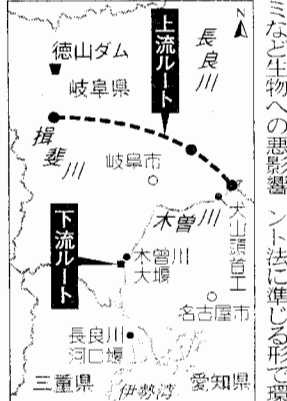 ミなど生物への悪影響
ント法に準じる形で環
N
徳山ダム
岐阜県
上流ルート
長良川
揖斐川
岐阜市
木曽川
犬山頭首工
下流ルート
木曽川
大堰
名古屋市
長良川
河口堰
三重県
伊勢湾
愛知県